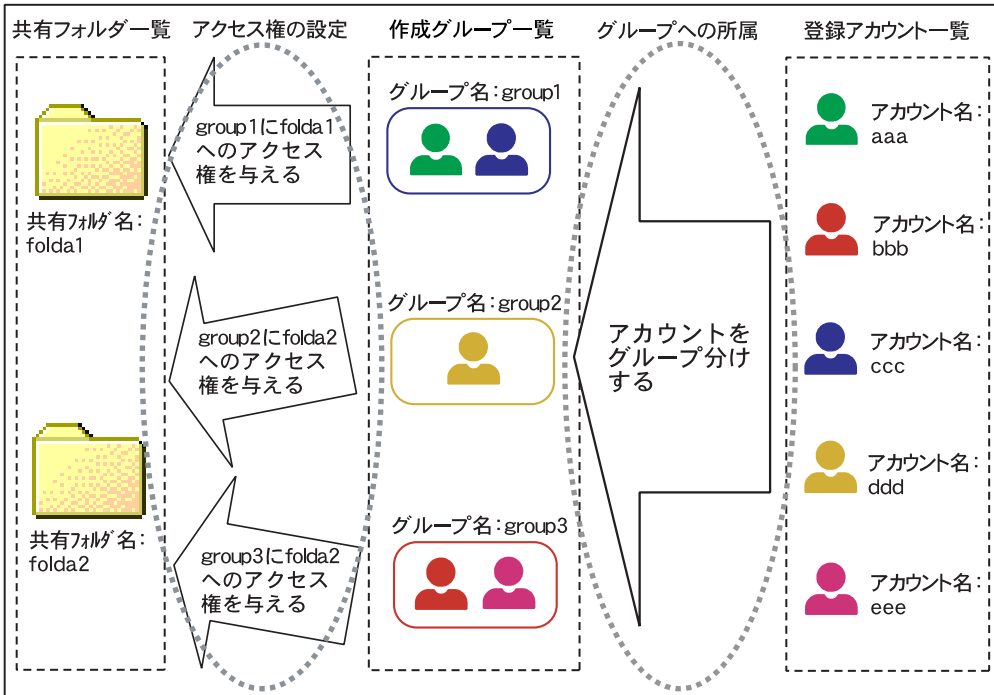 共有フォルダ一覧
アクセス権の設定
作成グループ一覧
グループへの所属
登録アカウント一覧
共有フォルダ名：
folda1
共有フォルダ名：
folda2
group1にfolda1
へのアクセス
権を与える
group2にfolda2
へのアクセス
権を与える
group3にfolda2
へのアクセス
権を与える
グループ名：group1
グループ名：group2
グループ名：group3
アカウントを
グループ分け
する
アカウント名：
aaa
アカウント名：
bbb
アカウント名：
ccc
アカウント名：
ddd
アカウント名：
eee